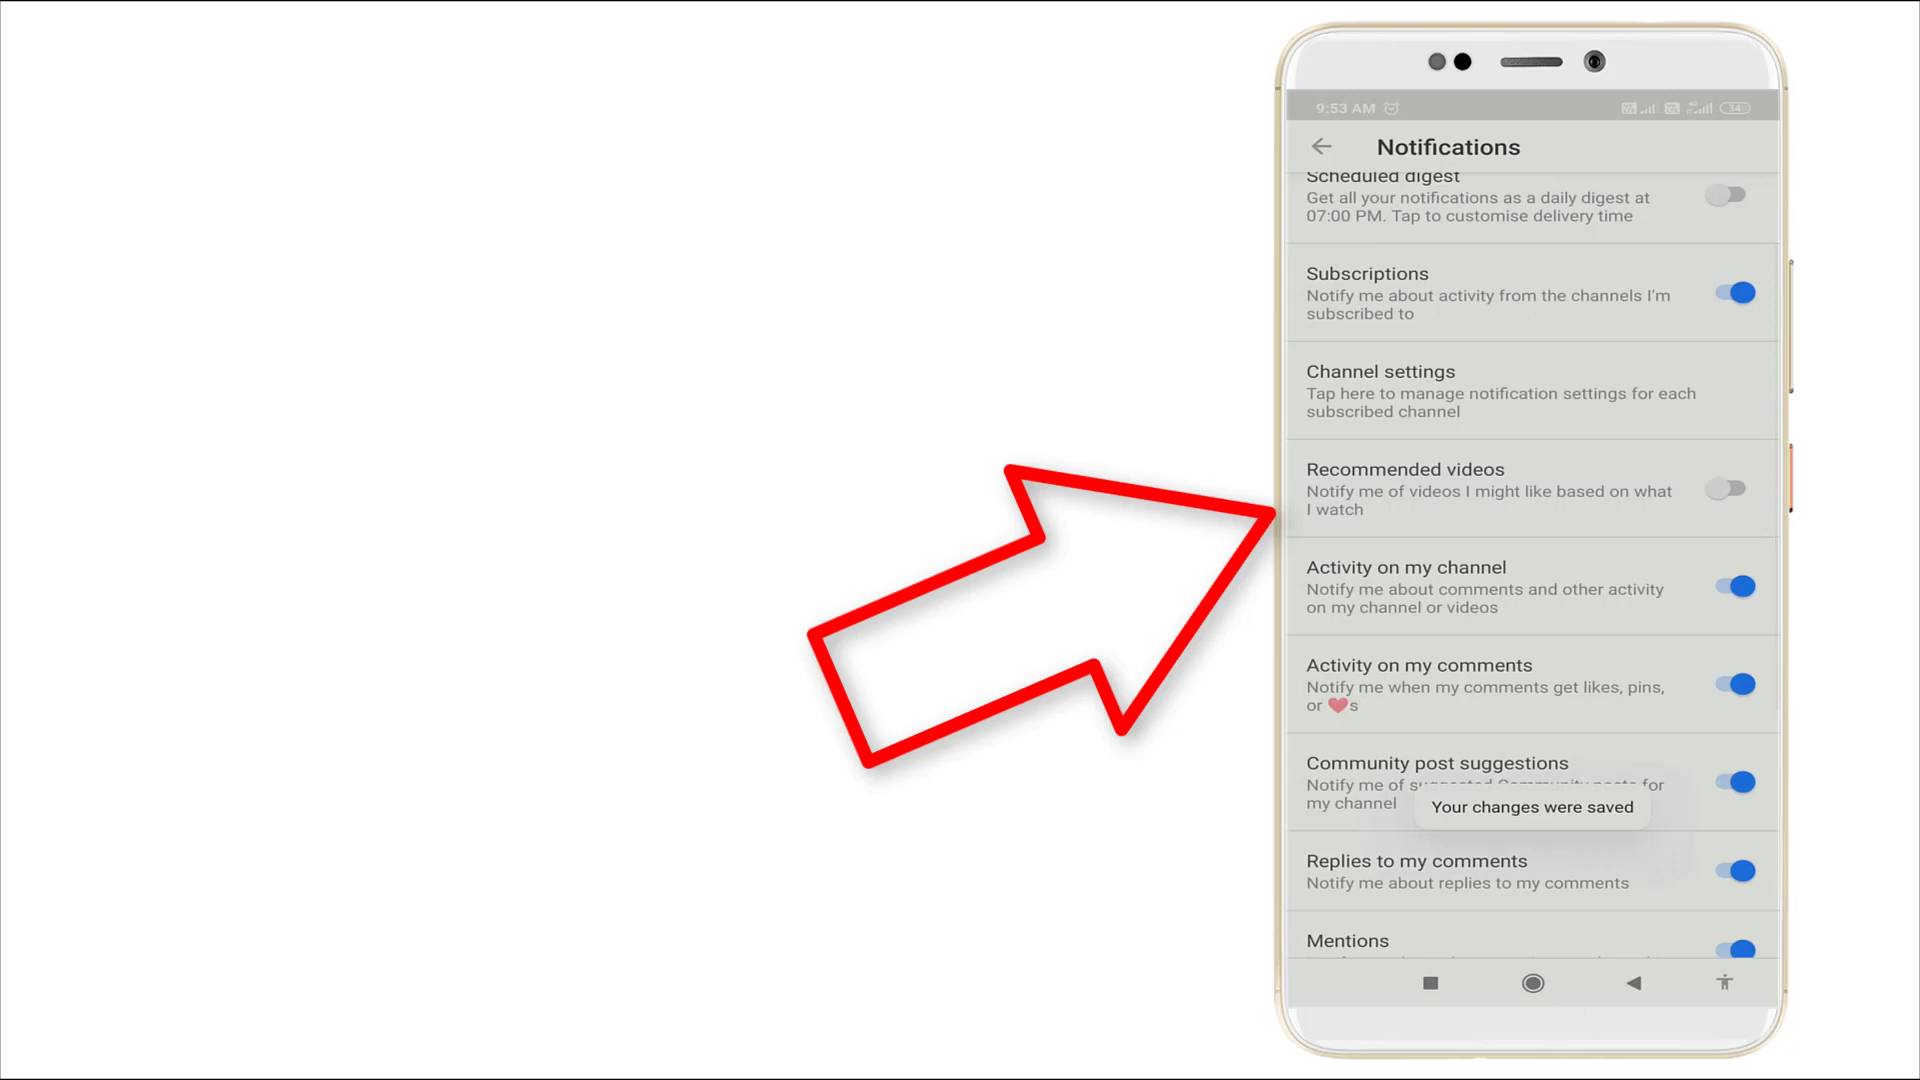 9:53 AM
34
Notifications
Scheduled digest
Get all your notifications as a daily digest at
07:00 PM. Tap to customise delivery time
Subscriptions
Notify me about activity from the channels I'm
subscribed to
Channel settings
Tap here to manage notification settings for each
subscribed channel
Recommended videos
Notify me of videos I might like based on what
I watch
Activity on my channel
Notify me about comments and other activity
on my channel or videos
Activity on my comments
Notify me when my comments get likes, pins,
or ❤️s
Community post suggestions
Notify me of suggested Community posts for
my channel
Your changes were saved
Replies to my comments
Notify me about replies to my comments
Mentions